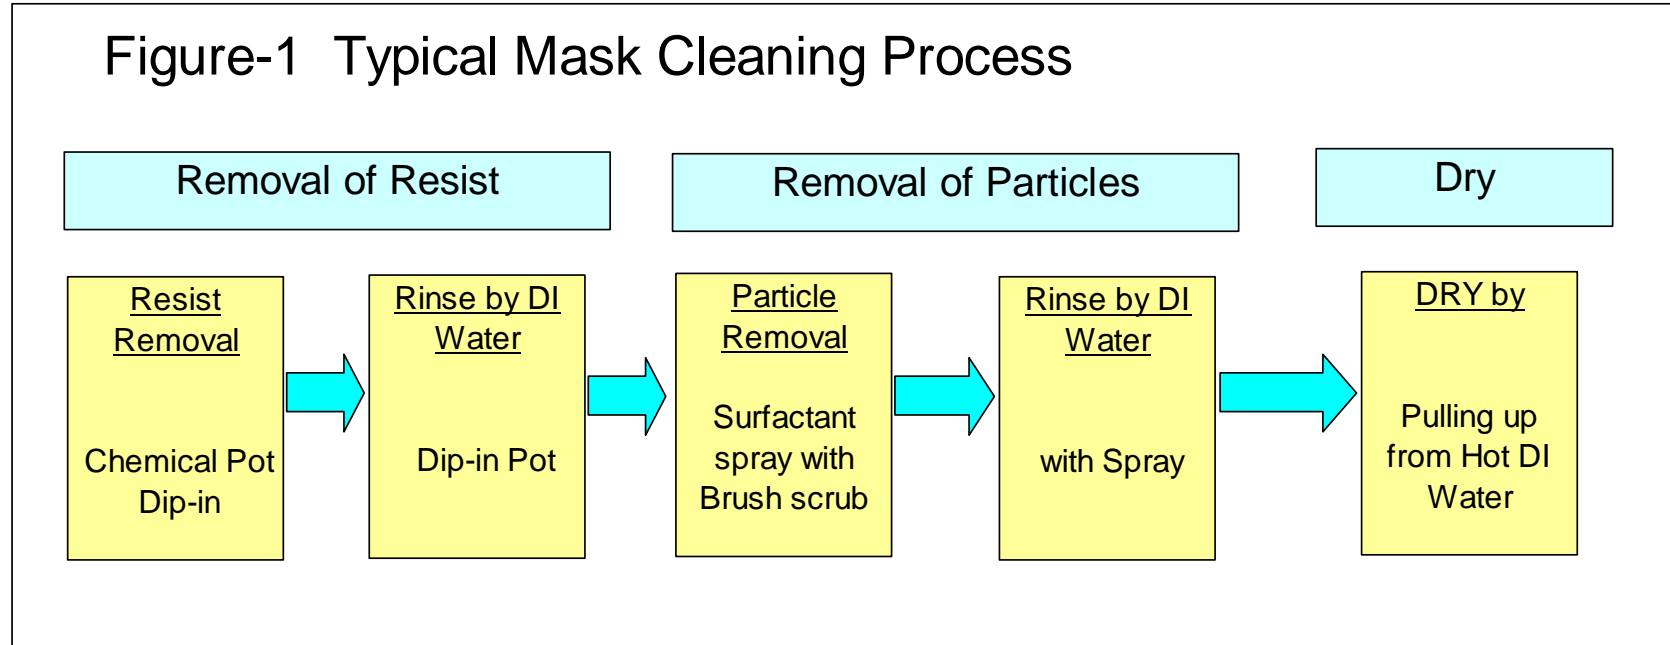 Figure-1 Typical Mask Cleaning Process
Removal of Resist
Removal of Particles
Dry
Resist
Removal
Chemical Pot
Dip-in
Rinse by DI
Water
Dip-in Pot
Particle
Removal
Surfactant
spray with
Brush scrub
Rinse by DI
Water
with Spray
DRY by
Pulling up
from Hot DI
Water